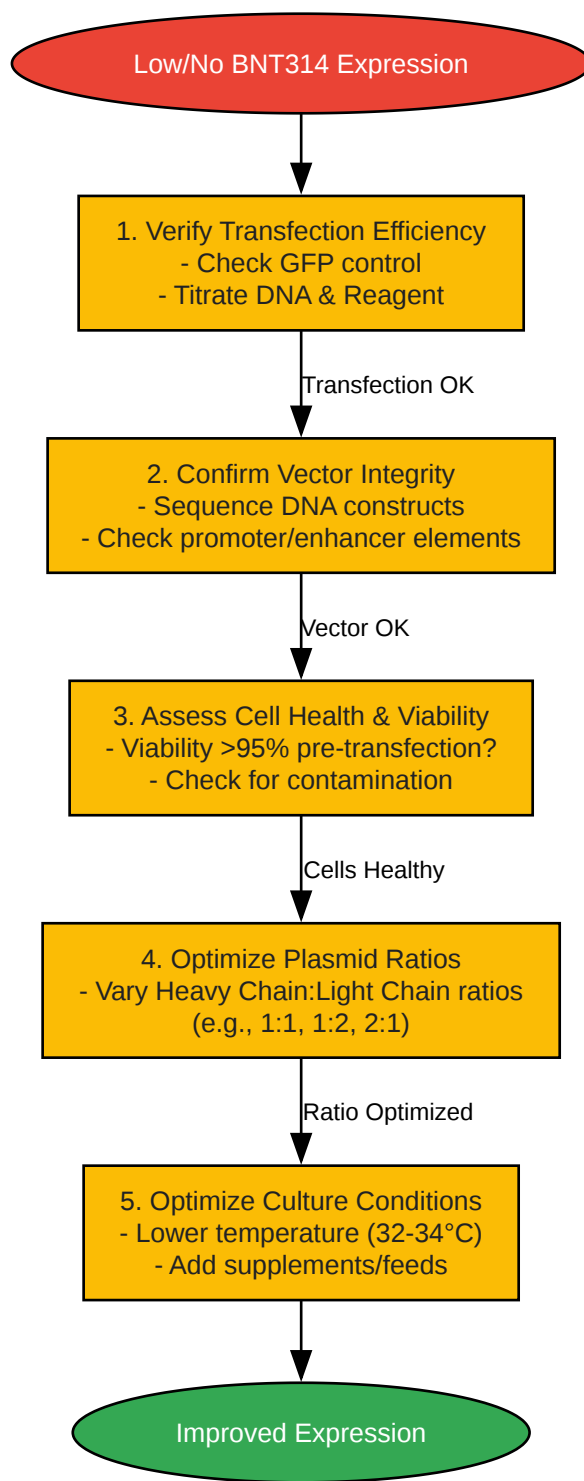 Low/No BNT314 Expression
1. Verify Transfection Efficiency
- Check GFP control
- Titrate DNA & Reagent
Transfection OK
2. Confirm Vector Integrity
- Sequence DNA constructs
- Check promoter/enhancer elements
Vector OK
3. Assess Cell Health & Viability
- Viability >95% pre-transfection?
- Check for contamination
Cells Healthy
4. Optimize Plasmid Ratios
- Vary Heavy Chain:Light Chain ratios
(e.g., 1:1, 1:2, 2:1)
Ratio Optimized
5. Optimize Culture Conditions
- Lower temperature (32-34°C)
- Add supplements/feeds
Improved Expression